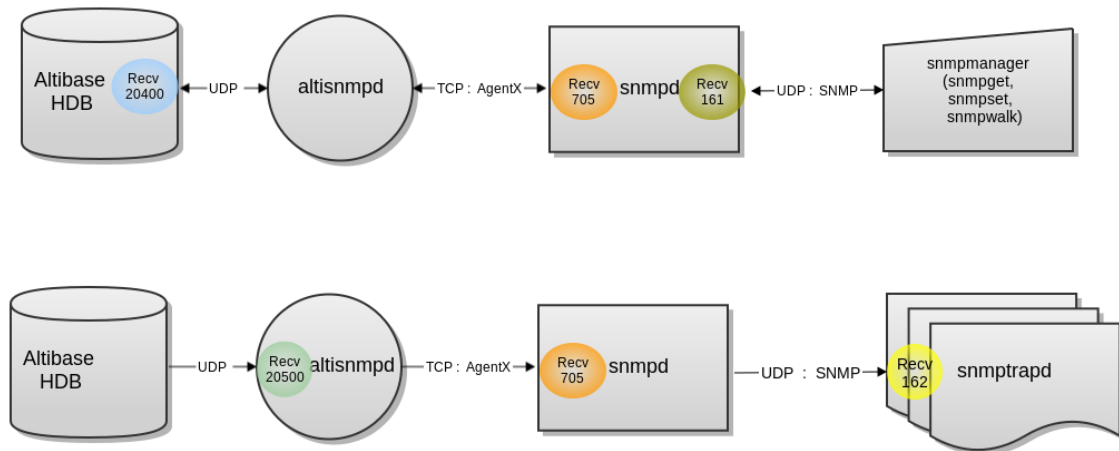 Altibase
HDB
Recv
20400
UDP
altisnmpd
TCP : AgentX
Recv
705
snmpd
Recv
161
UDP : SNMP
snmpmanager
(snmpget,
snmpset,
snmpwalk)
Altibase
HDB
UDP
Recv
20500
altisnmpd
TCP : AgentX
Recv
705
snmpd
UDP : SNMP
Recv
162
snmptrapd